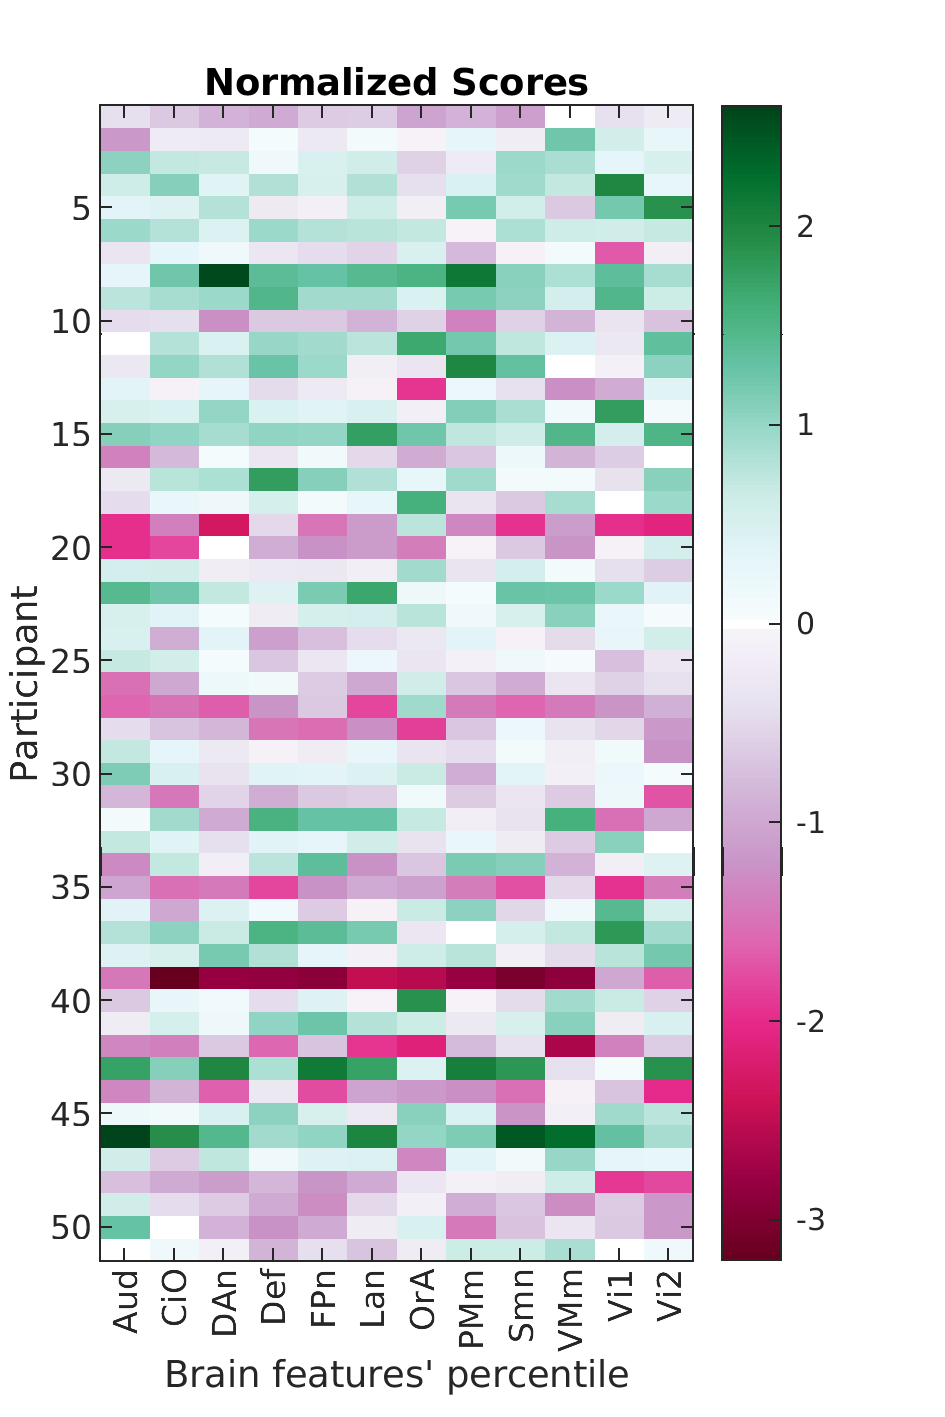 Normalized Scores
5
10
15
20
25
30
35
40
45
50
Participant
Aud
CiO
DAn
Def
FPn
Lan
OrA
PMm
Smn
VMm
Vi1
Vi2
Brain features' percentile
2
1
0
-1
-2
-3